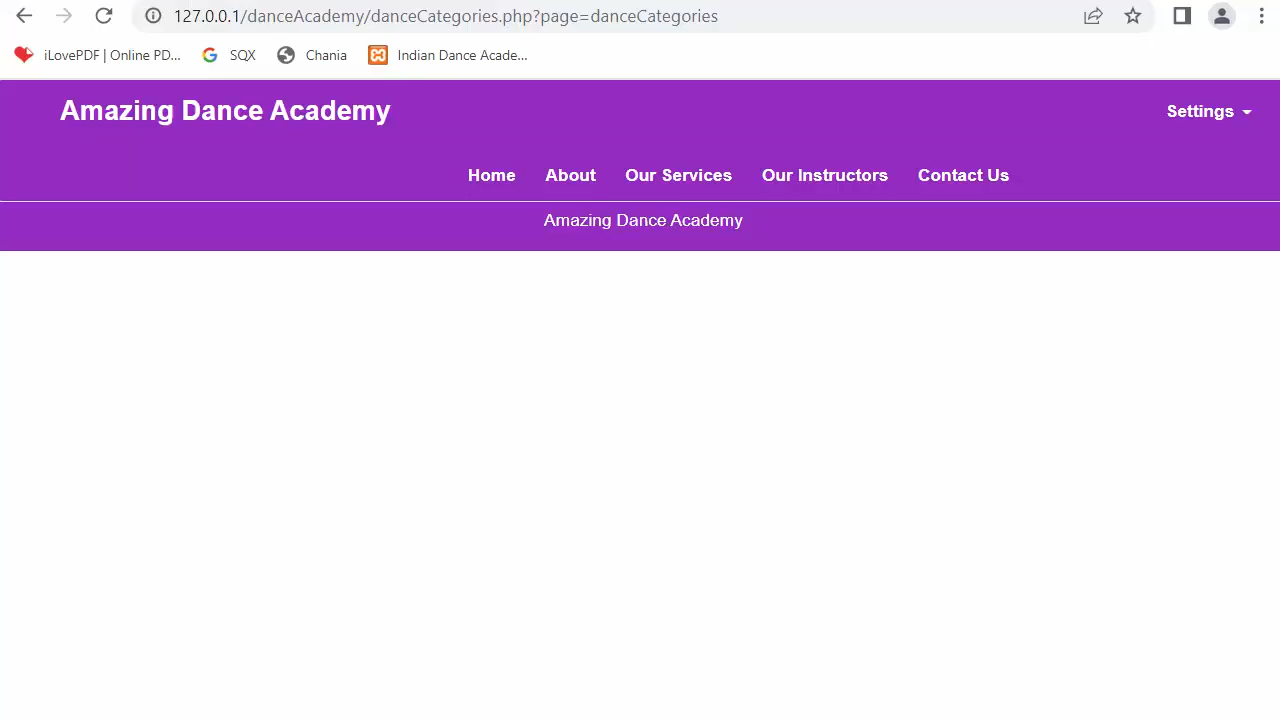 127.0.0.1/danceAcademy/danceCategories.php?page=danceCategories
iLovePDF | Online PD... SQX Chania Indian Dance Acade...
Amazing Dance Academy Settings
Home About Our Services Our Instructors Contact Us
Amazing Dance Academy